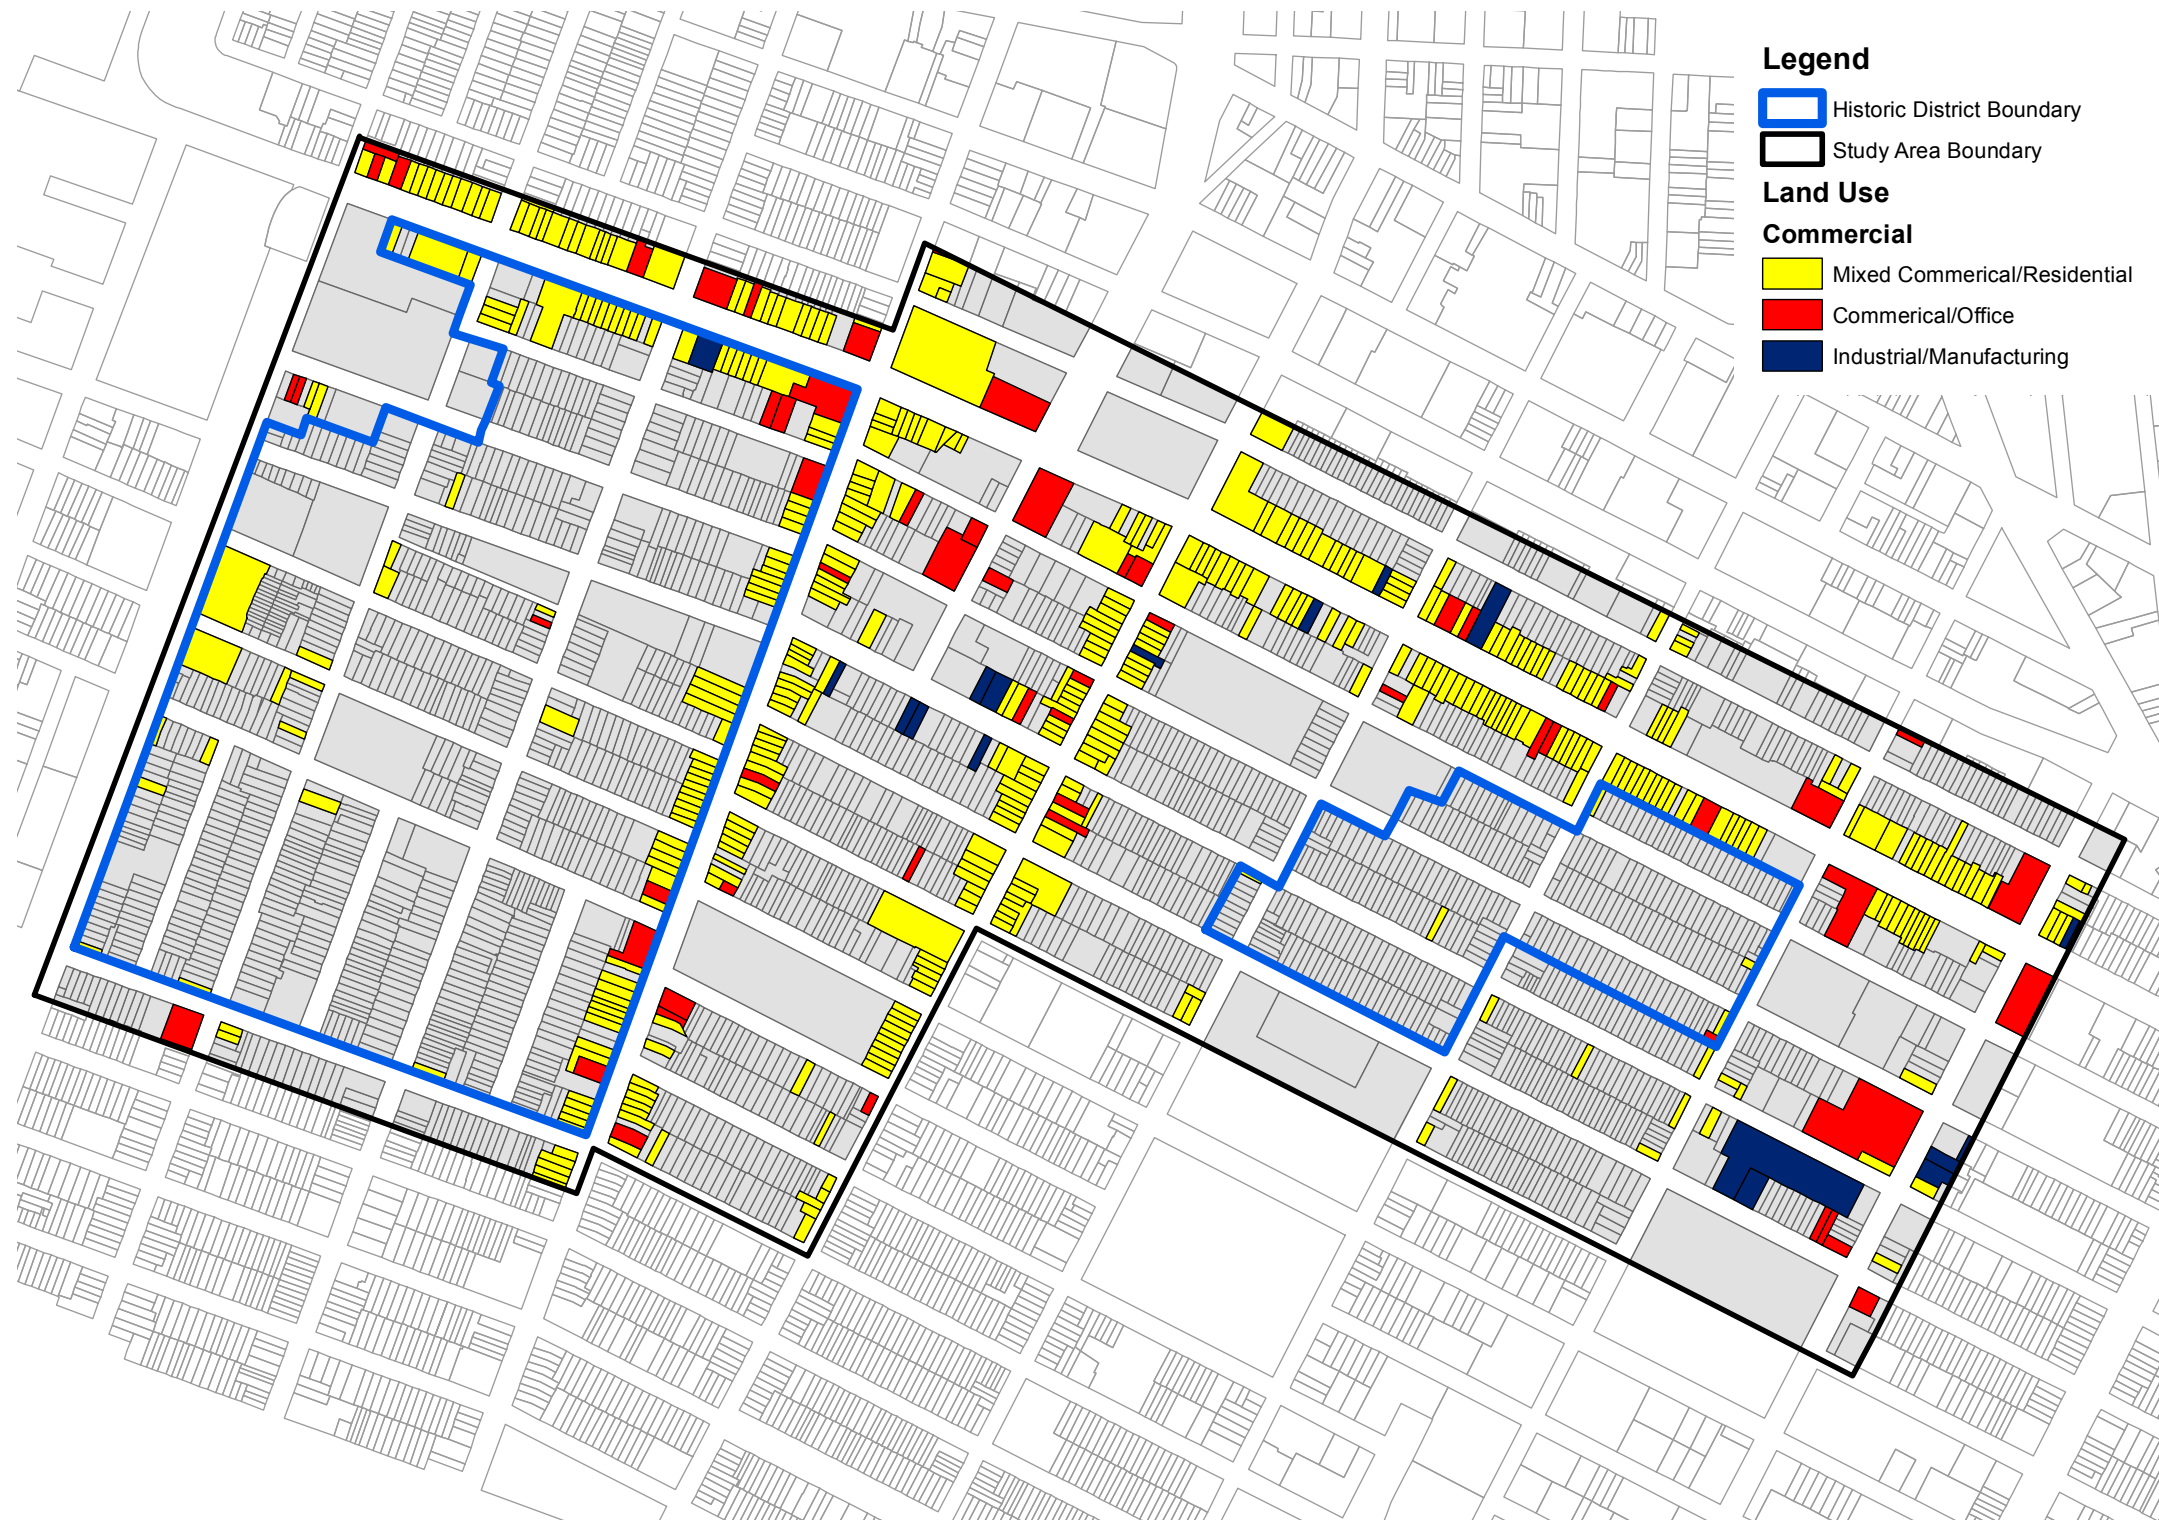 Legend
Historic District Boundary
Study Area Boundary
Land Use
Commercial
Mixed Commerical/Residential
Commerical/Office
Industrial/Manufacturing